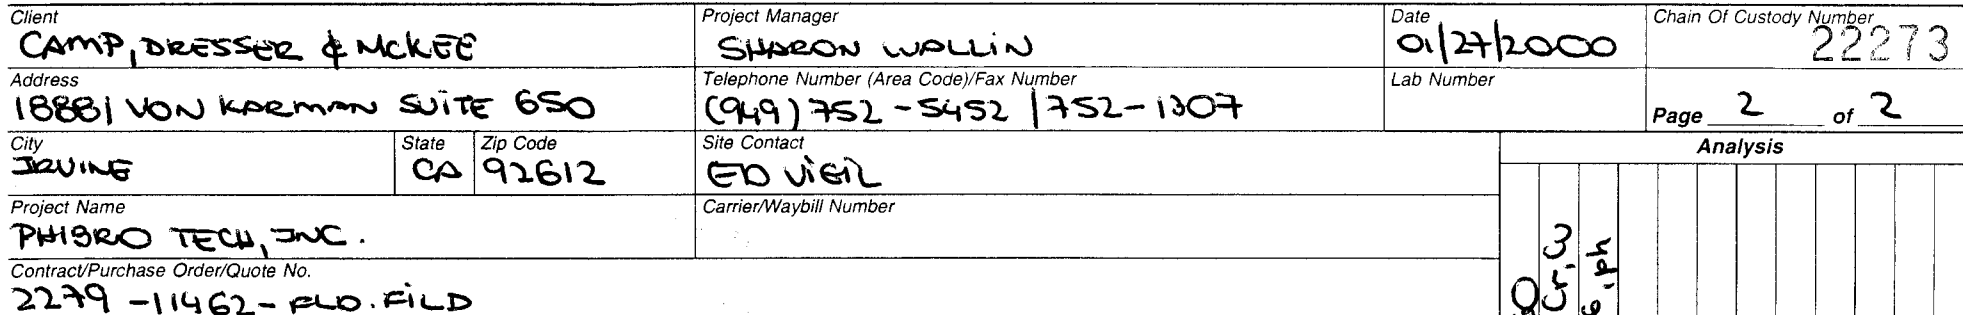 Client Project Manager Date Chain Of Custody Number
CAMP, DRESSER & MCKEE SHARON WALLIN 01/27/2000 22273
Address Telephone Number (Area Code)/Fax Number Lab Number
18881 VON KARMAN SUITE 650 (949) 752-5452 / 752-1307 Page 2 of 2
City State Zip Code Site Contact Analysis
IRVINE CA 92612 ED VIGIL
Project Name Carrier/Waybill Number
PHIBRO TECH, INC.
Contract/Purchase Order/Quote No.
2279-11462-FLD.FILD
ph